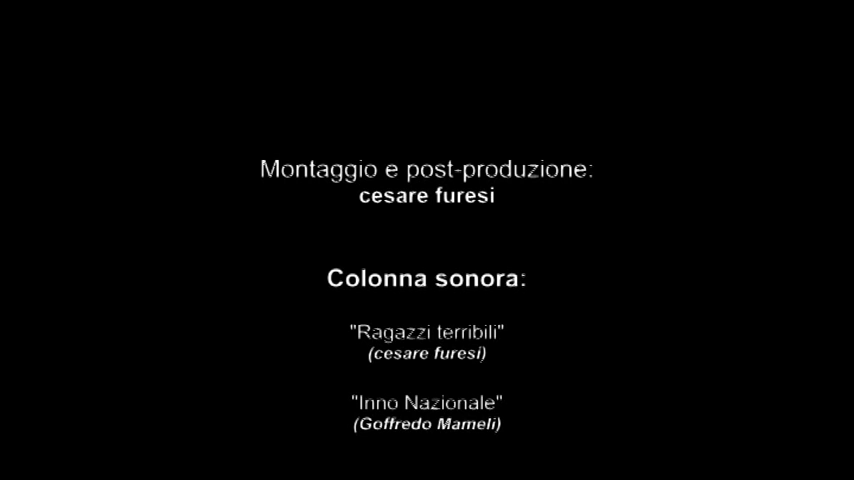 Montaggio e post-produzione:
cesare furesi
Colonna sonora:
"Ragazzi terribili"
(cesare furesi)
"Inno Nazionale"
(Goffredo Mameli)